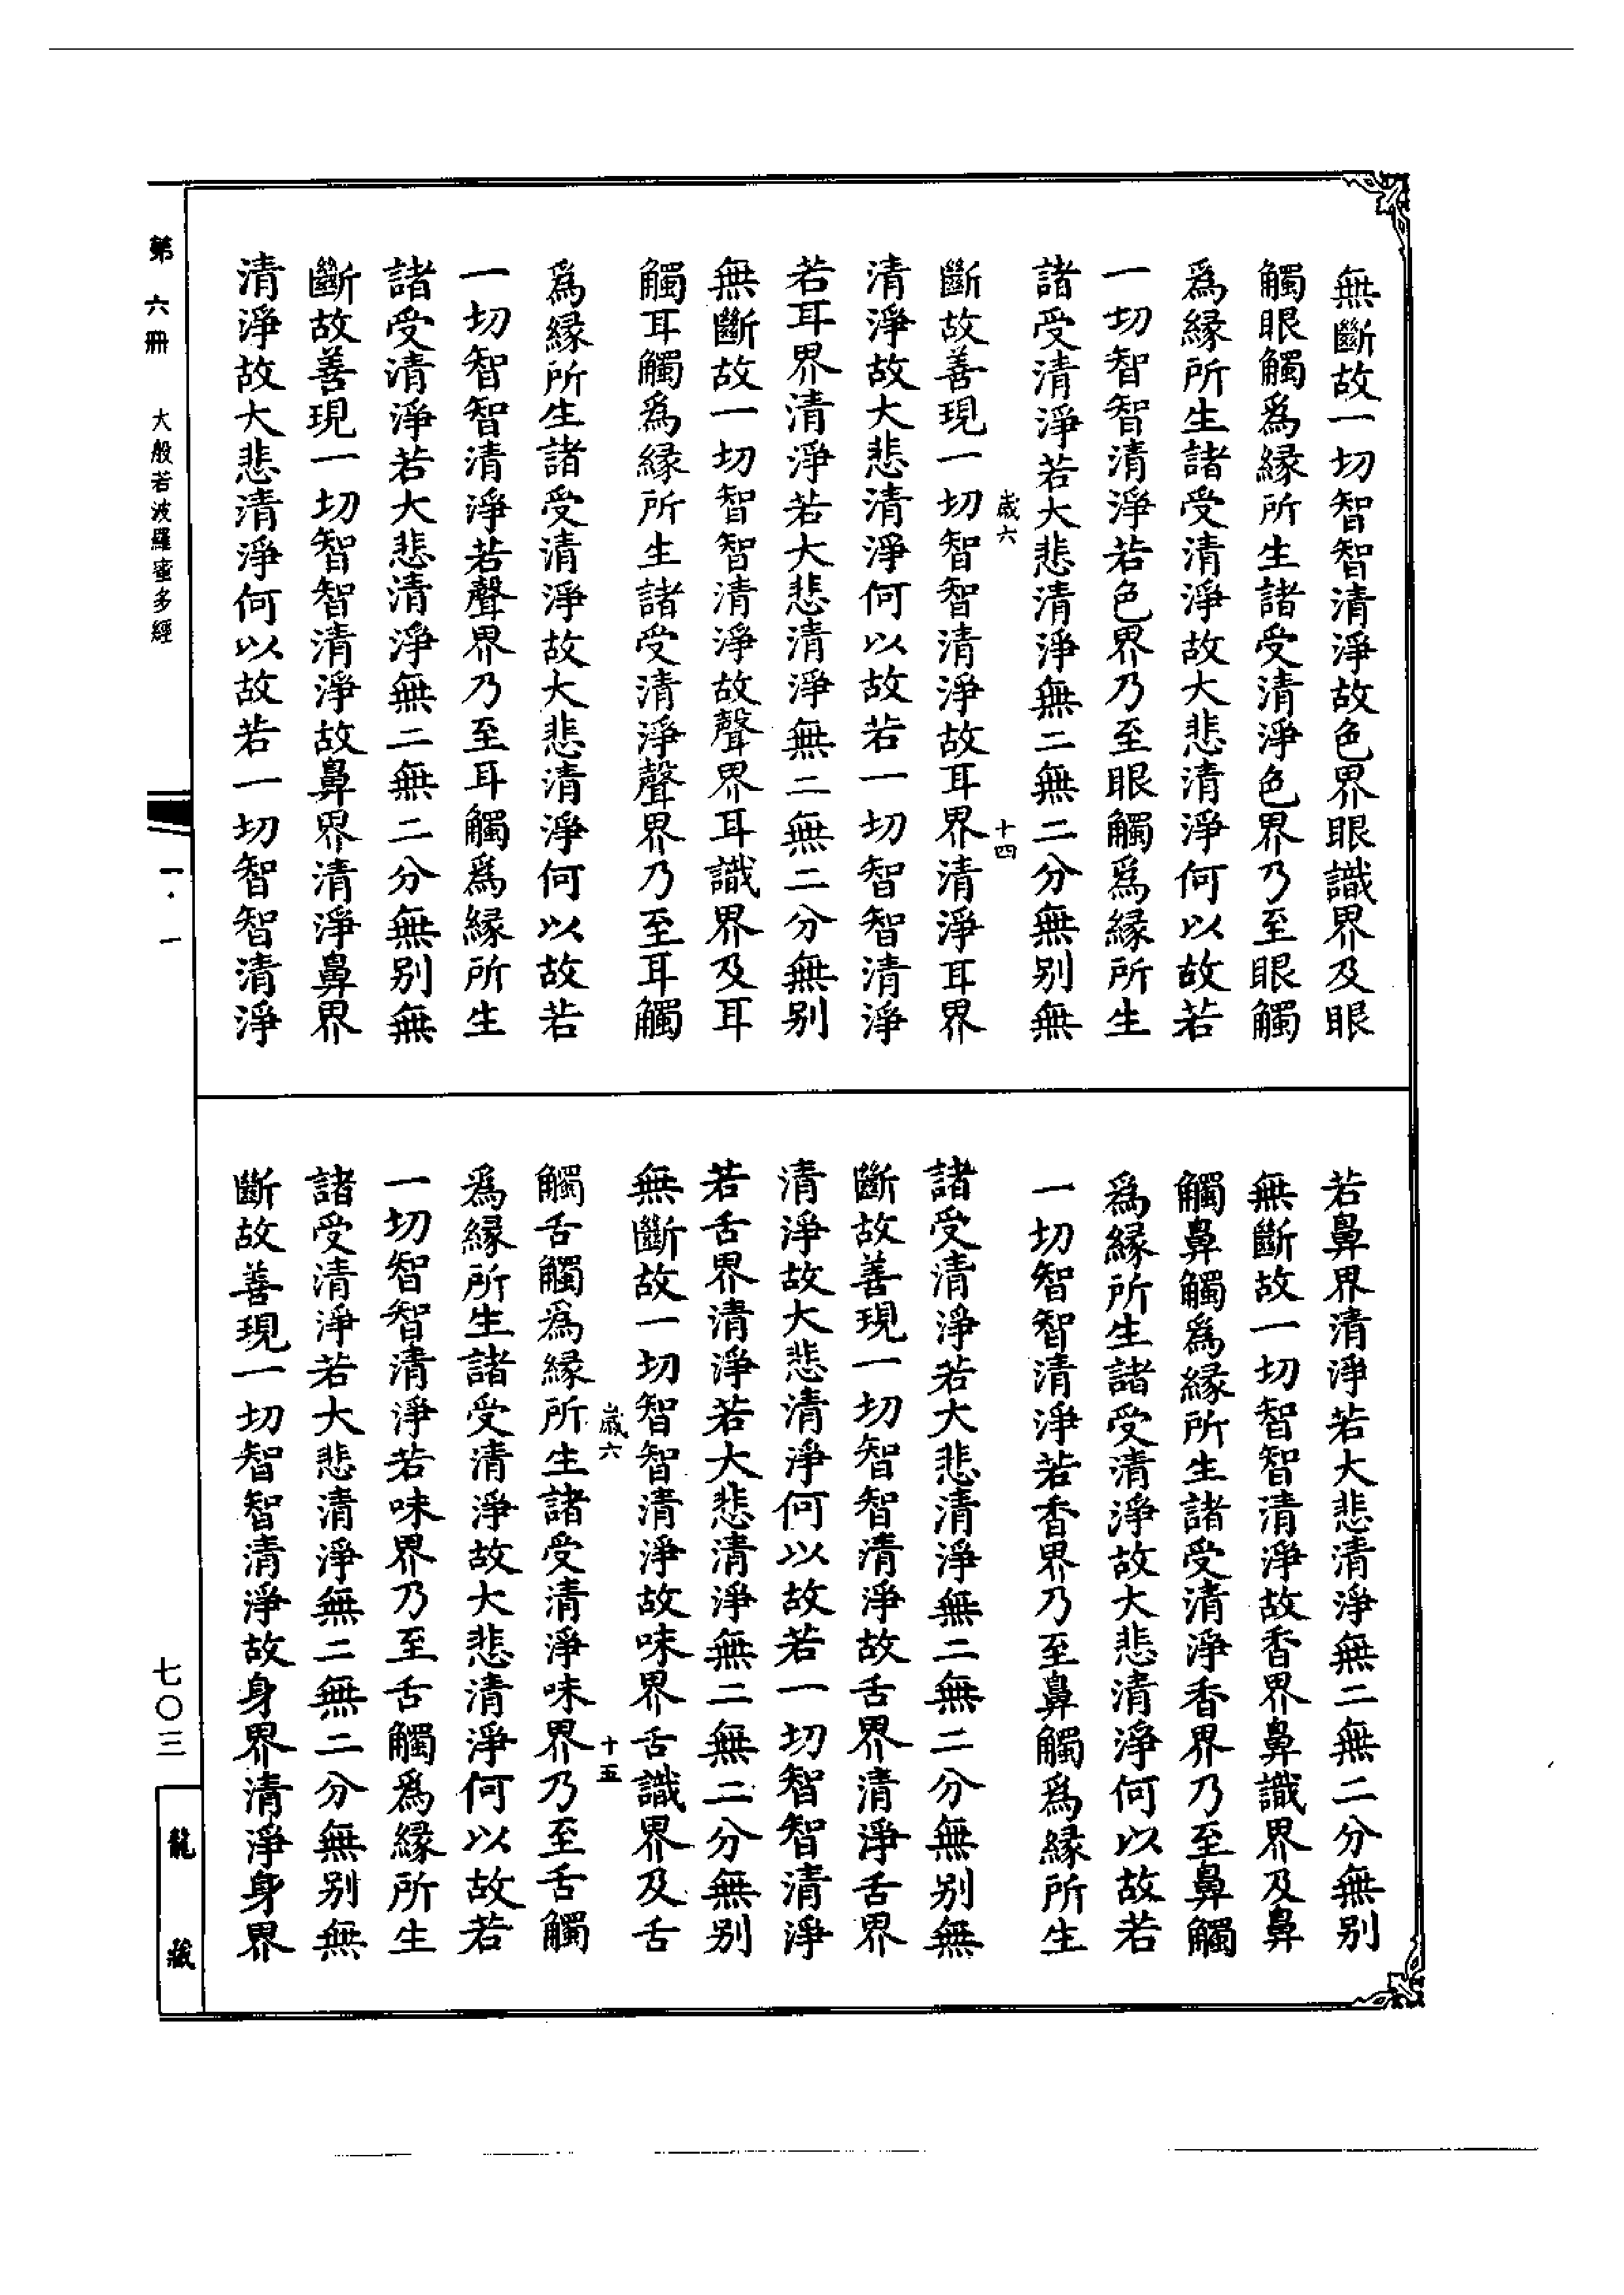 無斷故一切智智清淨故色界眼識界及眼
觸眼觸爲緣所生諸受清淨色界乃至眼觸
爲緣所生諸受清淨故大悲清淨何以故若
一切智智清淨若色界乃至眼觸爲緣所生
諸受清淨若大悲清淨無二無二分無别無
歲六 十四
斷故善現一切智智清淨故耳界清淨耳界
清淨故大悲清淨何以故若一切智智清淨
若耳界清淨若大悲清淨無二無二分無别
無斷故一切智智清淨故聲界耳識界及耳
觸耳觸爲緣所生諸受清淨聲界乃至耳觸
爲緣所生諸受清淨故大悲清淨何以故若
一切智智清淨若聲界乃至耳觸爲緣所生
諸受清淨若大悲清淨無二無二分無别無
斷故善現一切智智清淨故鼻界清淨鼻界
清淨故大悲清淨何以故若一切智智清淨
若鼻界清淨若大悲清淨無二無二分無别
無斷故一切智智清淨故香界鼻識界及鼻
觸鼻觸爲緣所生諸受清淨香界乃至鼻觸
爲緣所生諸受清淨故大悲清淨何以故若
一切智智清淨若香界乃至鼻觸爲緣所生
諸受清淨若大悲清淨無二無二分無别無
斷故善現一切智智清淨故舌界清淨舌界
清淨故大悲清淨何以故若一切智智清淨
若舌界清淨若大悲清淨無二無二分無别
無斷故一切智智清淨故味界舌識界及舌
歲六 十五
觸舌觸爲緣所生諸受清淨味界乃至舌觸
爲緣所生諸受清淨故大悲清淨何以故若
一切智智清淨若味界乃至舌觸爲緣所生
諸受清淨若大悲清淨無二無二分無别無
斷故善現一切智智清淨故身界清淨身界
第六冊 大般若波羅蜜多經 一·一 七〇三 龍藏